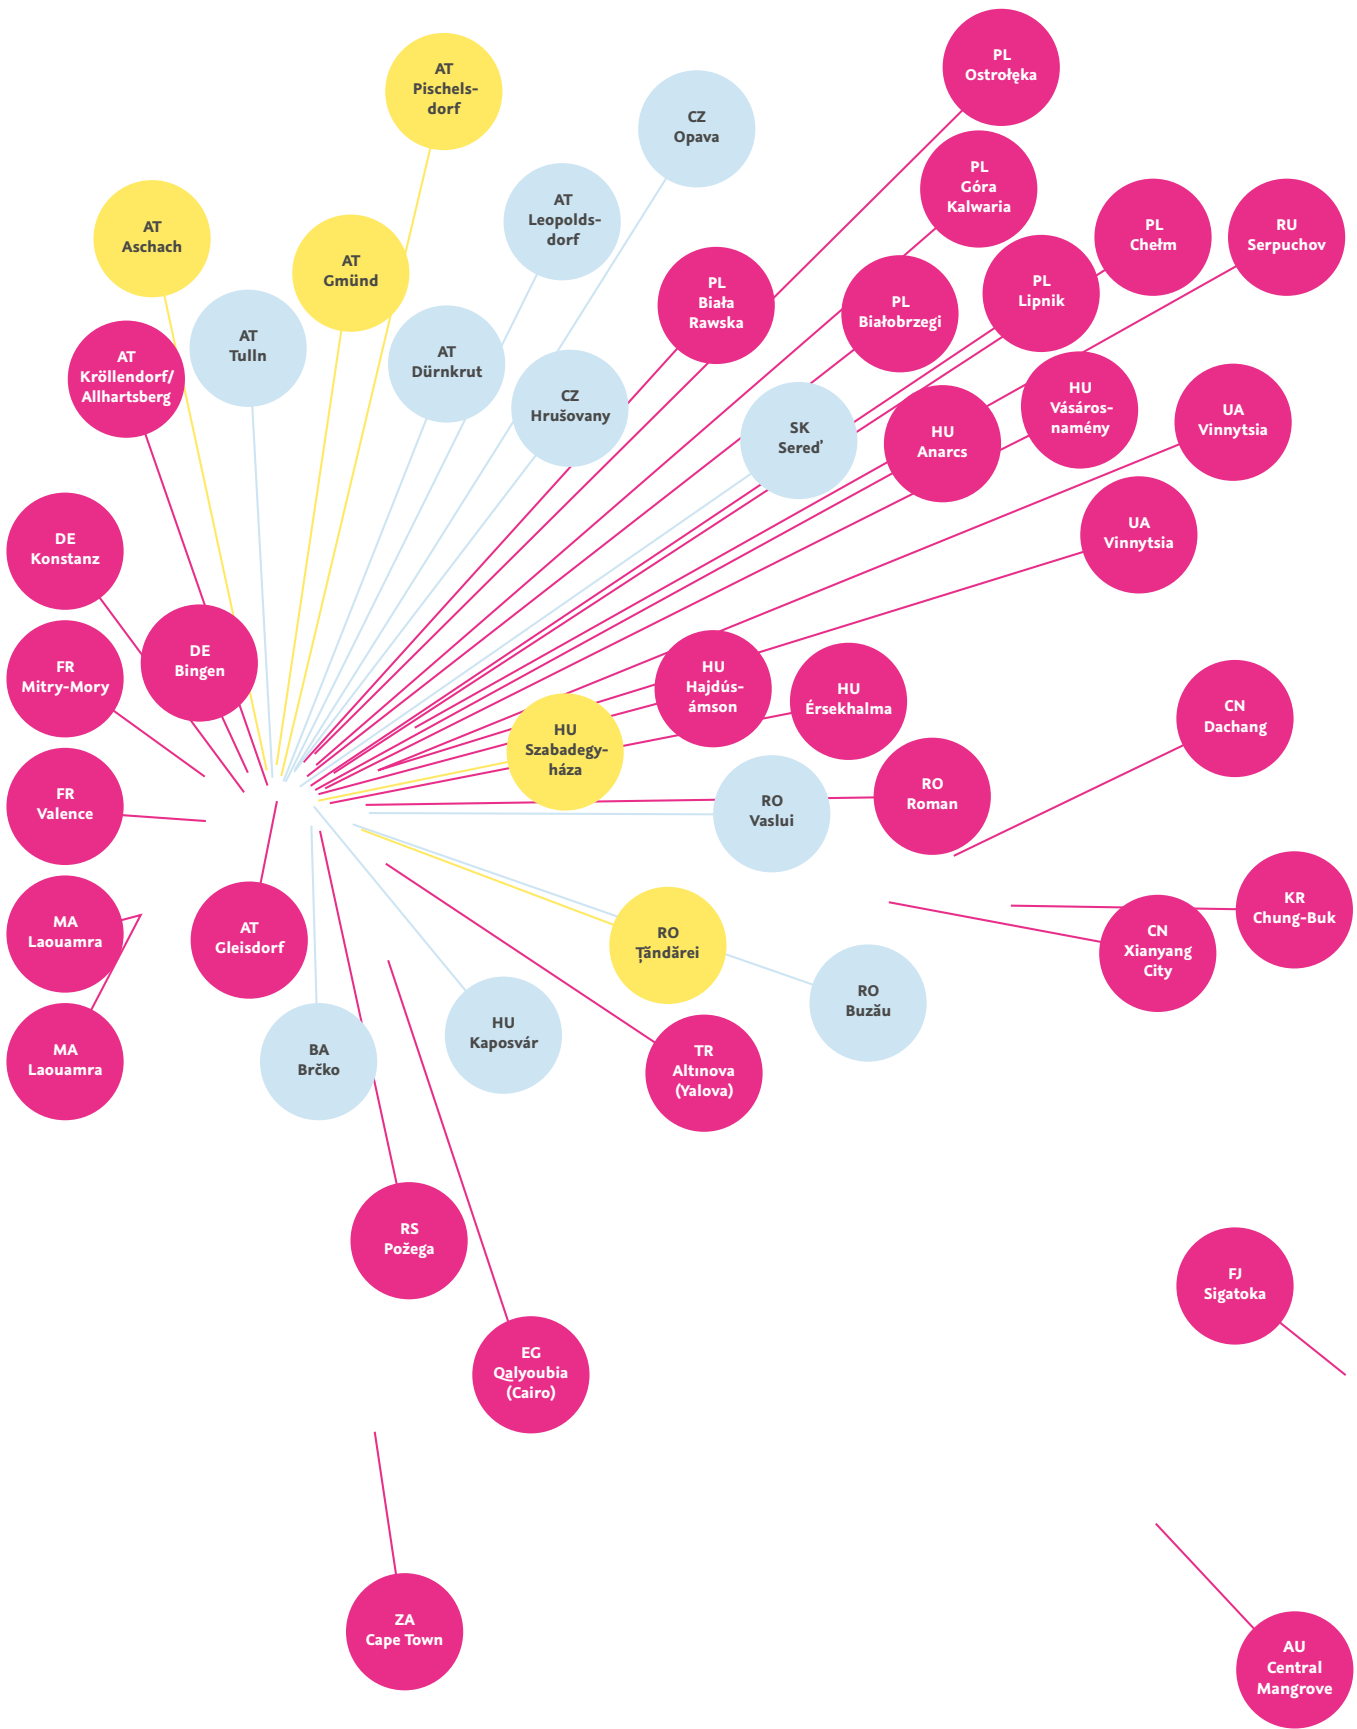 PL
Ostrołęka
AT
Pischels-
dorf
CZ
Opava
PL
Góra
Kalwaria
AT
Leopolds-
dorf
AT
Aschach
PL
Chełm
RU
Serpuchov
AT
Gmünd
PL
Lipnik
PL
Biała
Rawska
PL
Białobrzegi
AT
Tulln
AT
Dürnkrut
AT
Kröllendorf/
Allhartsberg
CZ
Hrušovany
HU
Vásáros-
namény
UA
Vinnytsia
SK
Sereď
HU
Anarcs
UA
Vinnytsia
DE
Konstanz
DE
Bingen
FR
Mitry-Mory
HU
Hajdús-
ámson
HU
Érsekhalma
CN
Dachang
HU
Szabadegy-
háza
RO
Roman
FR
Valence
RO
Vaslui
KR
Chung-Buk
MA
Laouamra
AT
Gleisdorf
RO
Țăndărei
CN
Xianyang
City
RO
Buzău
HU
Kaposvár
MA
Laouamra
BA
Brčko
TR
Altınova
(Yalova)
RS
Požega
FJ
Sigatoka
EG
Qalyoubia
(Cairo)
ZA
Cape Town
AU
Central
Mangrove